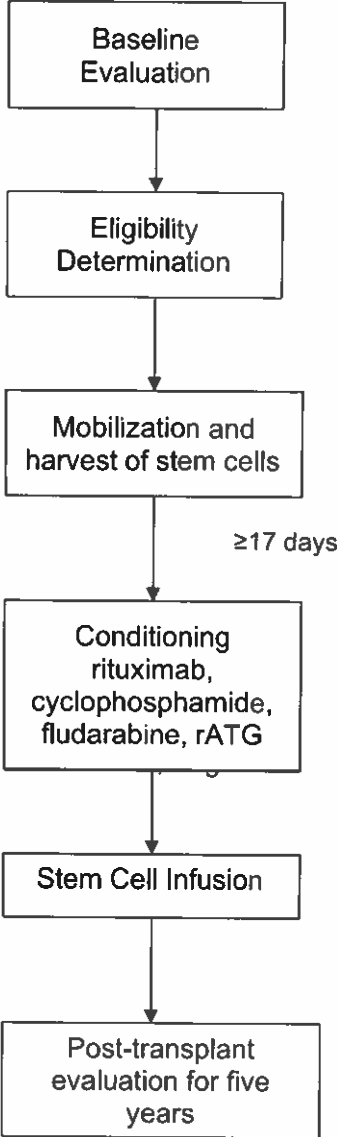 Baseline
Evaluation
Eligibility
Determination
Mobilization and
harvest of stem cells
≥17 days
Conditioning
rituximab,
cyclophosphamide,
fludarabine, rATG
Stem Cell Infusion
Post-transplant
evaluation for five
years